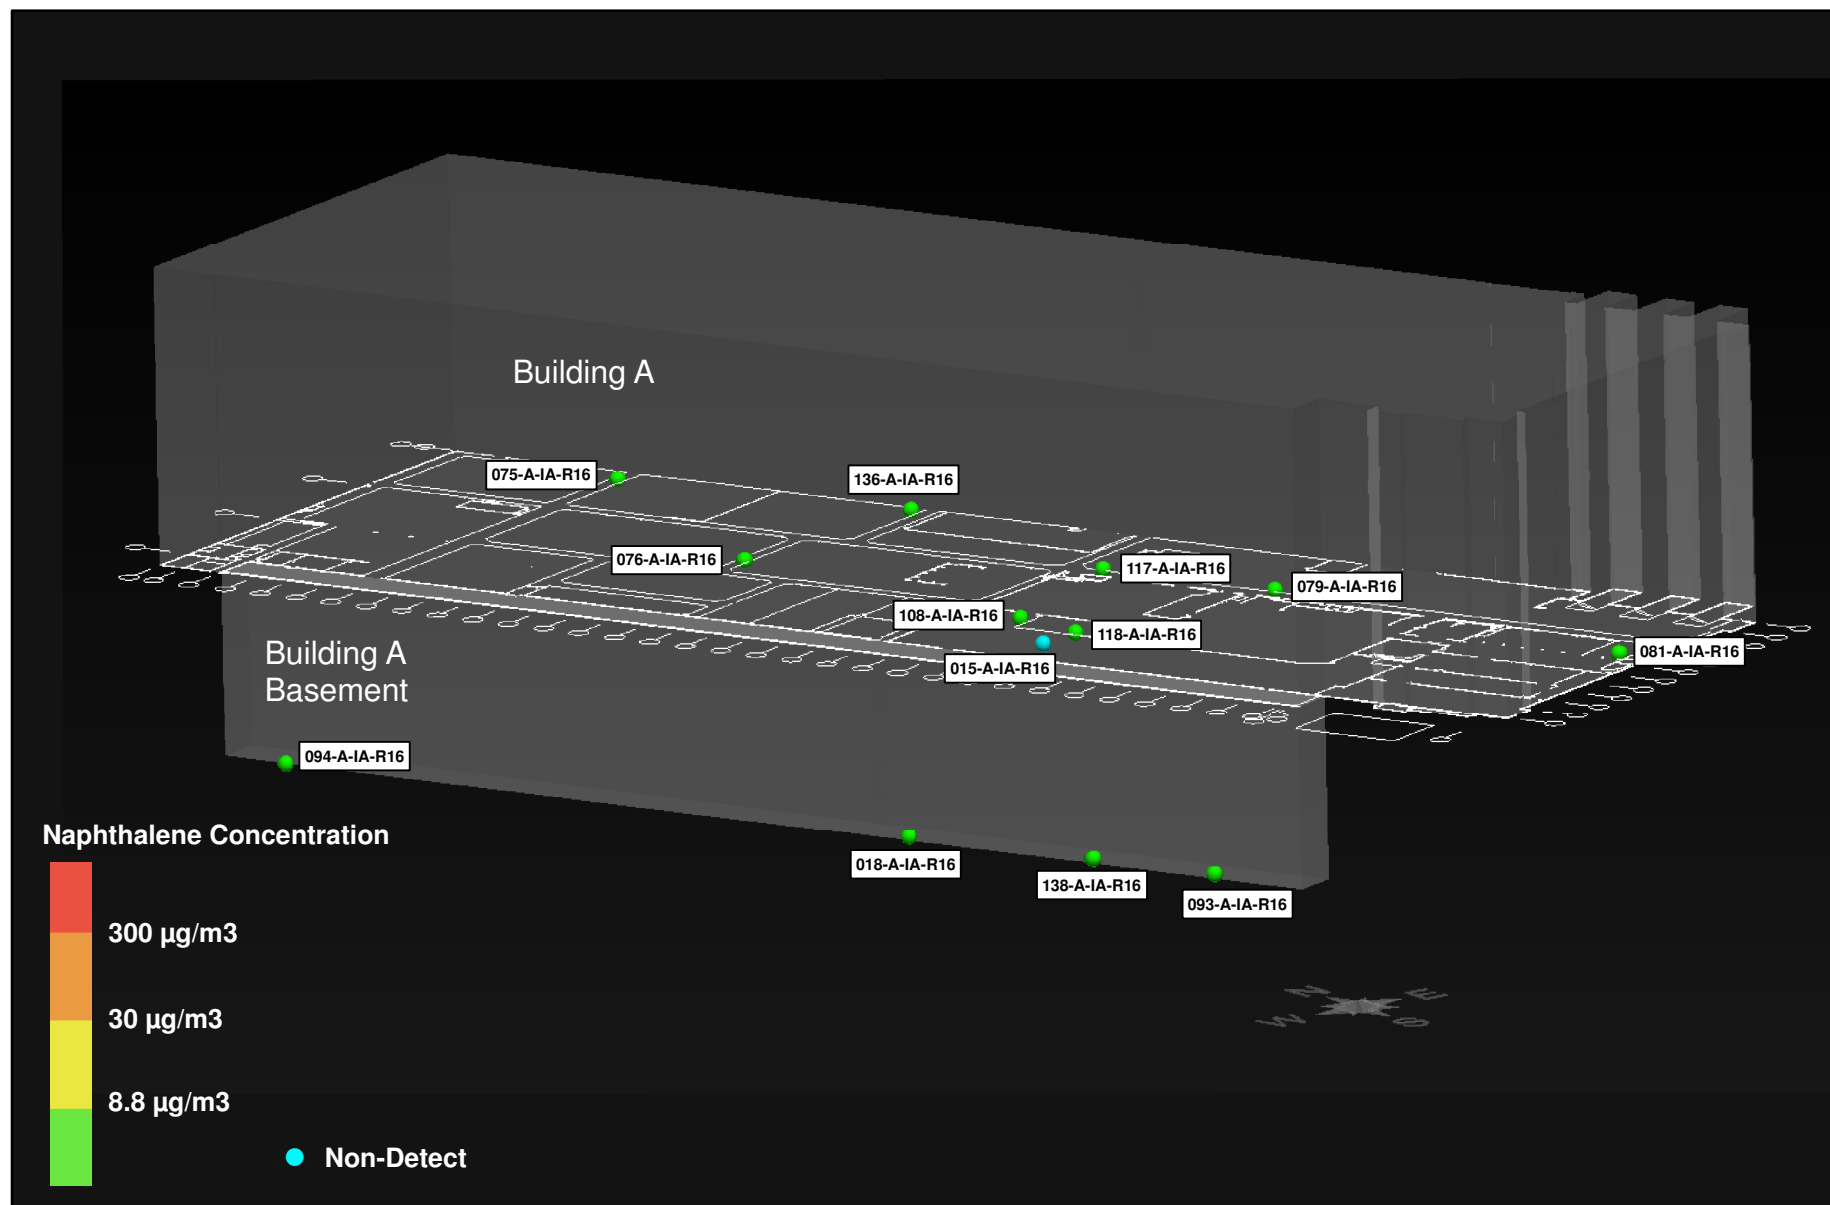 Building A
075-A-IA-R16
136-A-IA-R16
076-A-IA-R16
117-A-IA-R16
079-A-IA-R16
108-A-IA-R16
118-A-IA-R16
015-A-IA-R16
081-A-IA-R16
Building A
Basement
094-A-IA-R16
018-A-IA-R16
138-A-IA-R16
093-A-IA-R16
Naphthalene Concentration
300 µg/m3
30 µg/m3
8.8 µg/m3
Non-Detect
N
E
W
S